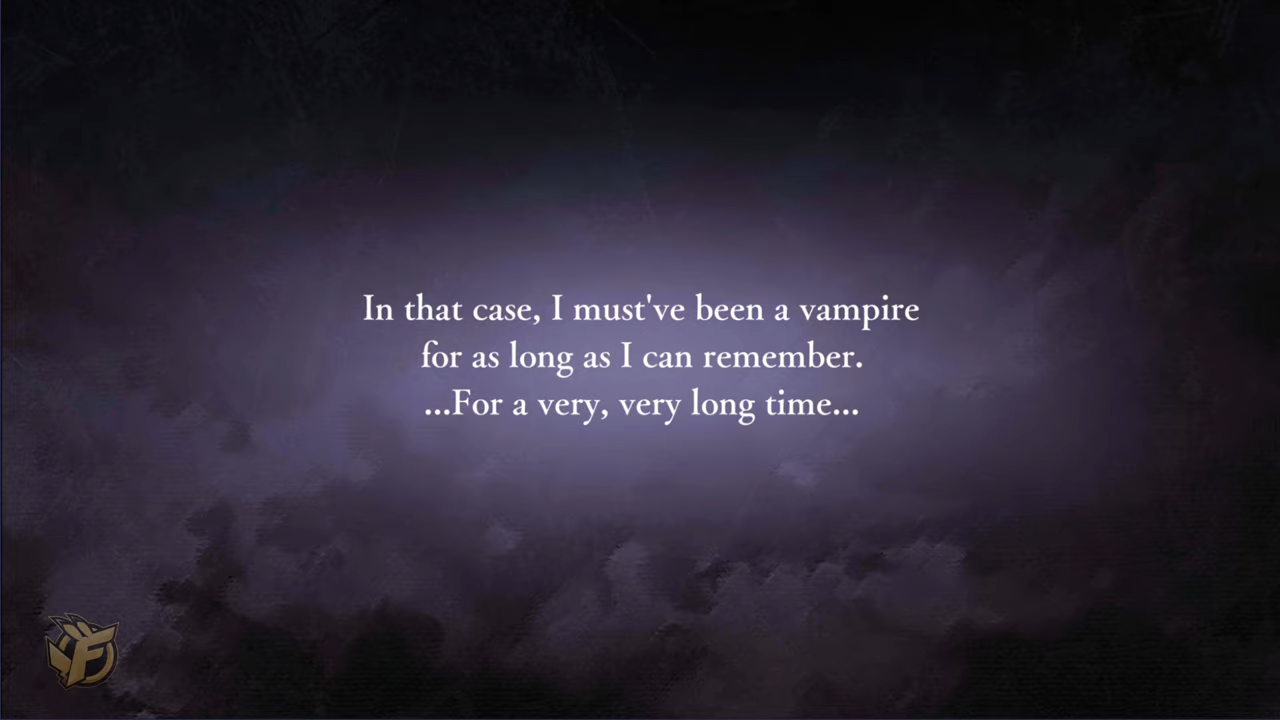 In that case, I must've been a vampire
for as long as I can remember.
...For a very, very long time...